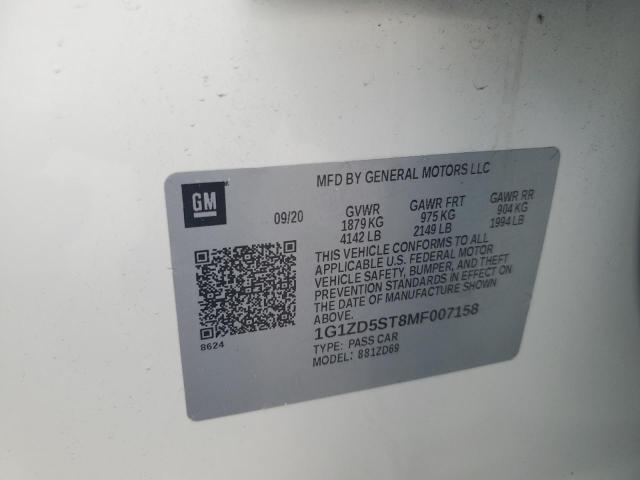 GM
MFD BY GENERAL MOTORS LLC
09/20
GVWR GAWR FRT GAWR RR
1879 KG 975 KG 904 KG
4142 LB 2149 LB 1994 LB
THIS VEHICLE CONFORMS TO ALL
APPLICABLE U.S. FEDERAL MOTOR
VEHICLE SAFETY, BUMPER, AND THEFT
PREVENTION STANDARDS IN EFFECT ON
THE DATE OF MANUFACTURE SHOWN
ABOVE.
8624
1G1ZD5ST8MF007158
TYPE: PASS CAR
MODEL: 881ZD69